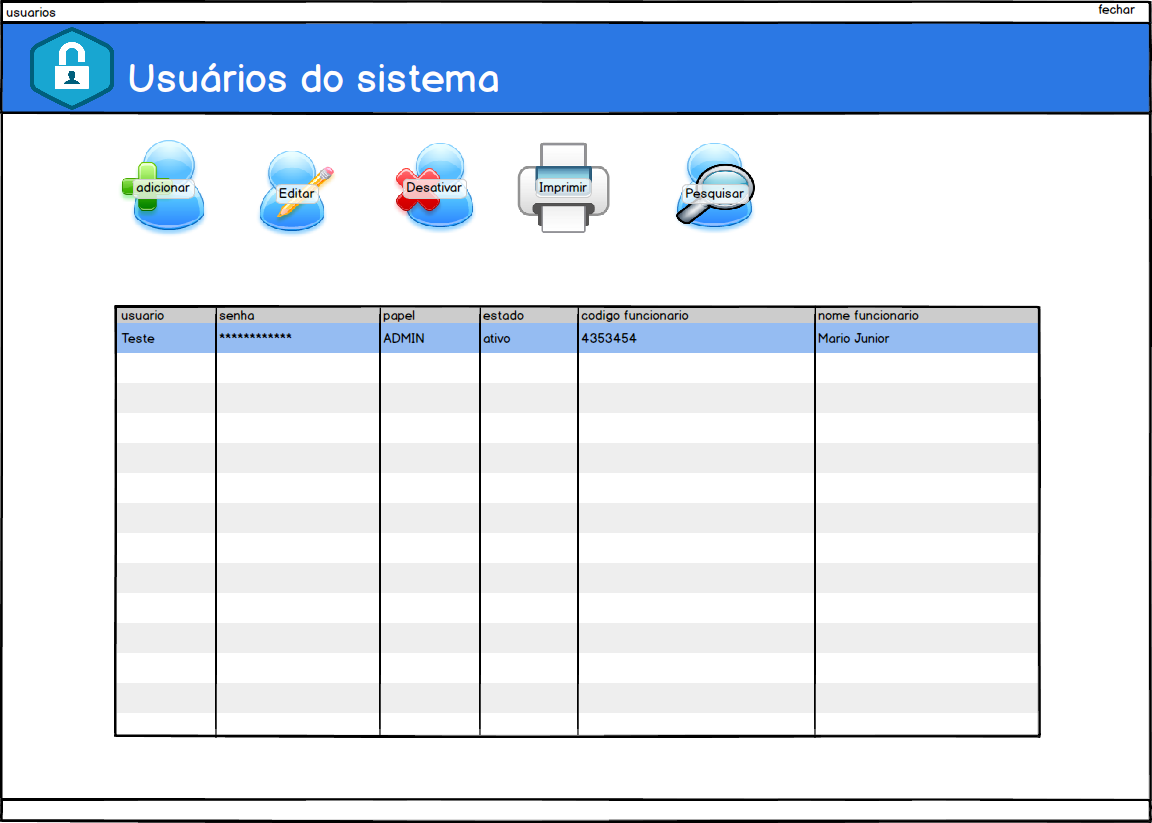 usuarios fechar
Usuários do sistema
adicionar Editar Desativar Imprimir Pesquisar
usuario senha papel estado codigo funcionario nome funcionario
Teste ************ ADMIN ativo 4353454 Mario Junior